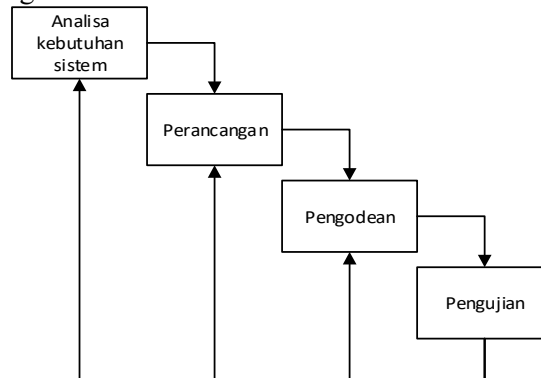 Analisa
kebutuhan
sistem
Perancangan
Pengodean
Pengujian